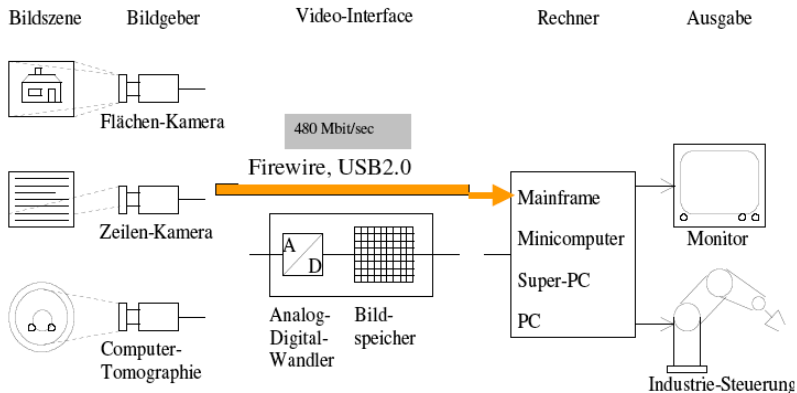 Bildszene
Bildgeber
Video-Interface
Rechner
Ausgabe
Flächen-Kamera
480 Mbit/sec
Firewire, USB2.0
Zeilen-Kamera
A
D
Analog-
Digital-
Wandler
Bild-
speicher
Computer-
Tomographie
Mainframe
Minicomputer
Super-PC
PC
Monitor
Industrie-Steuerung